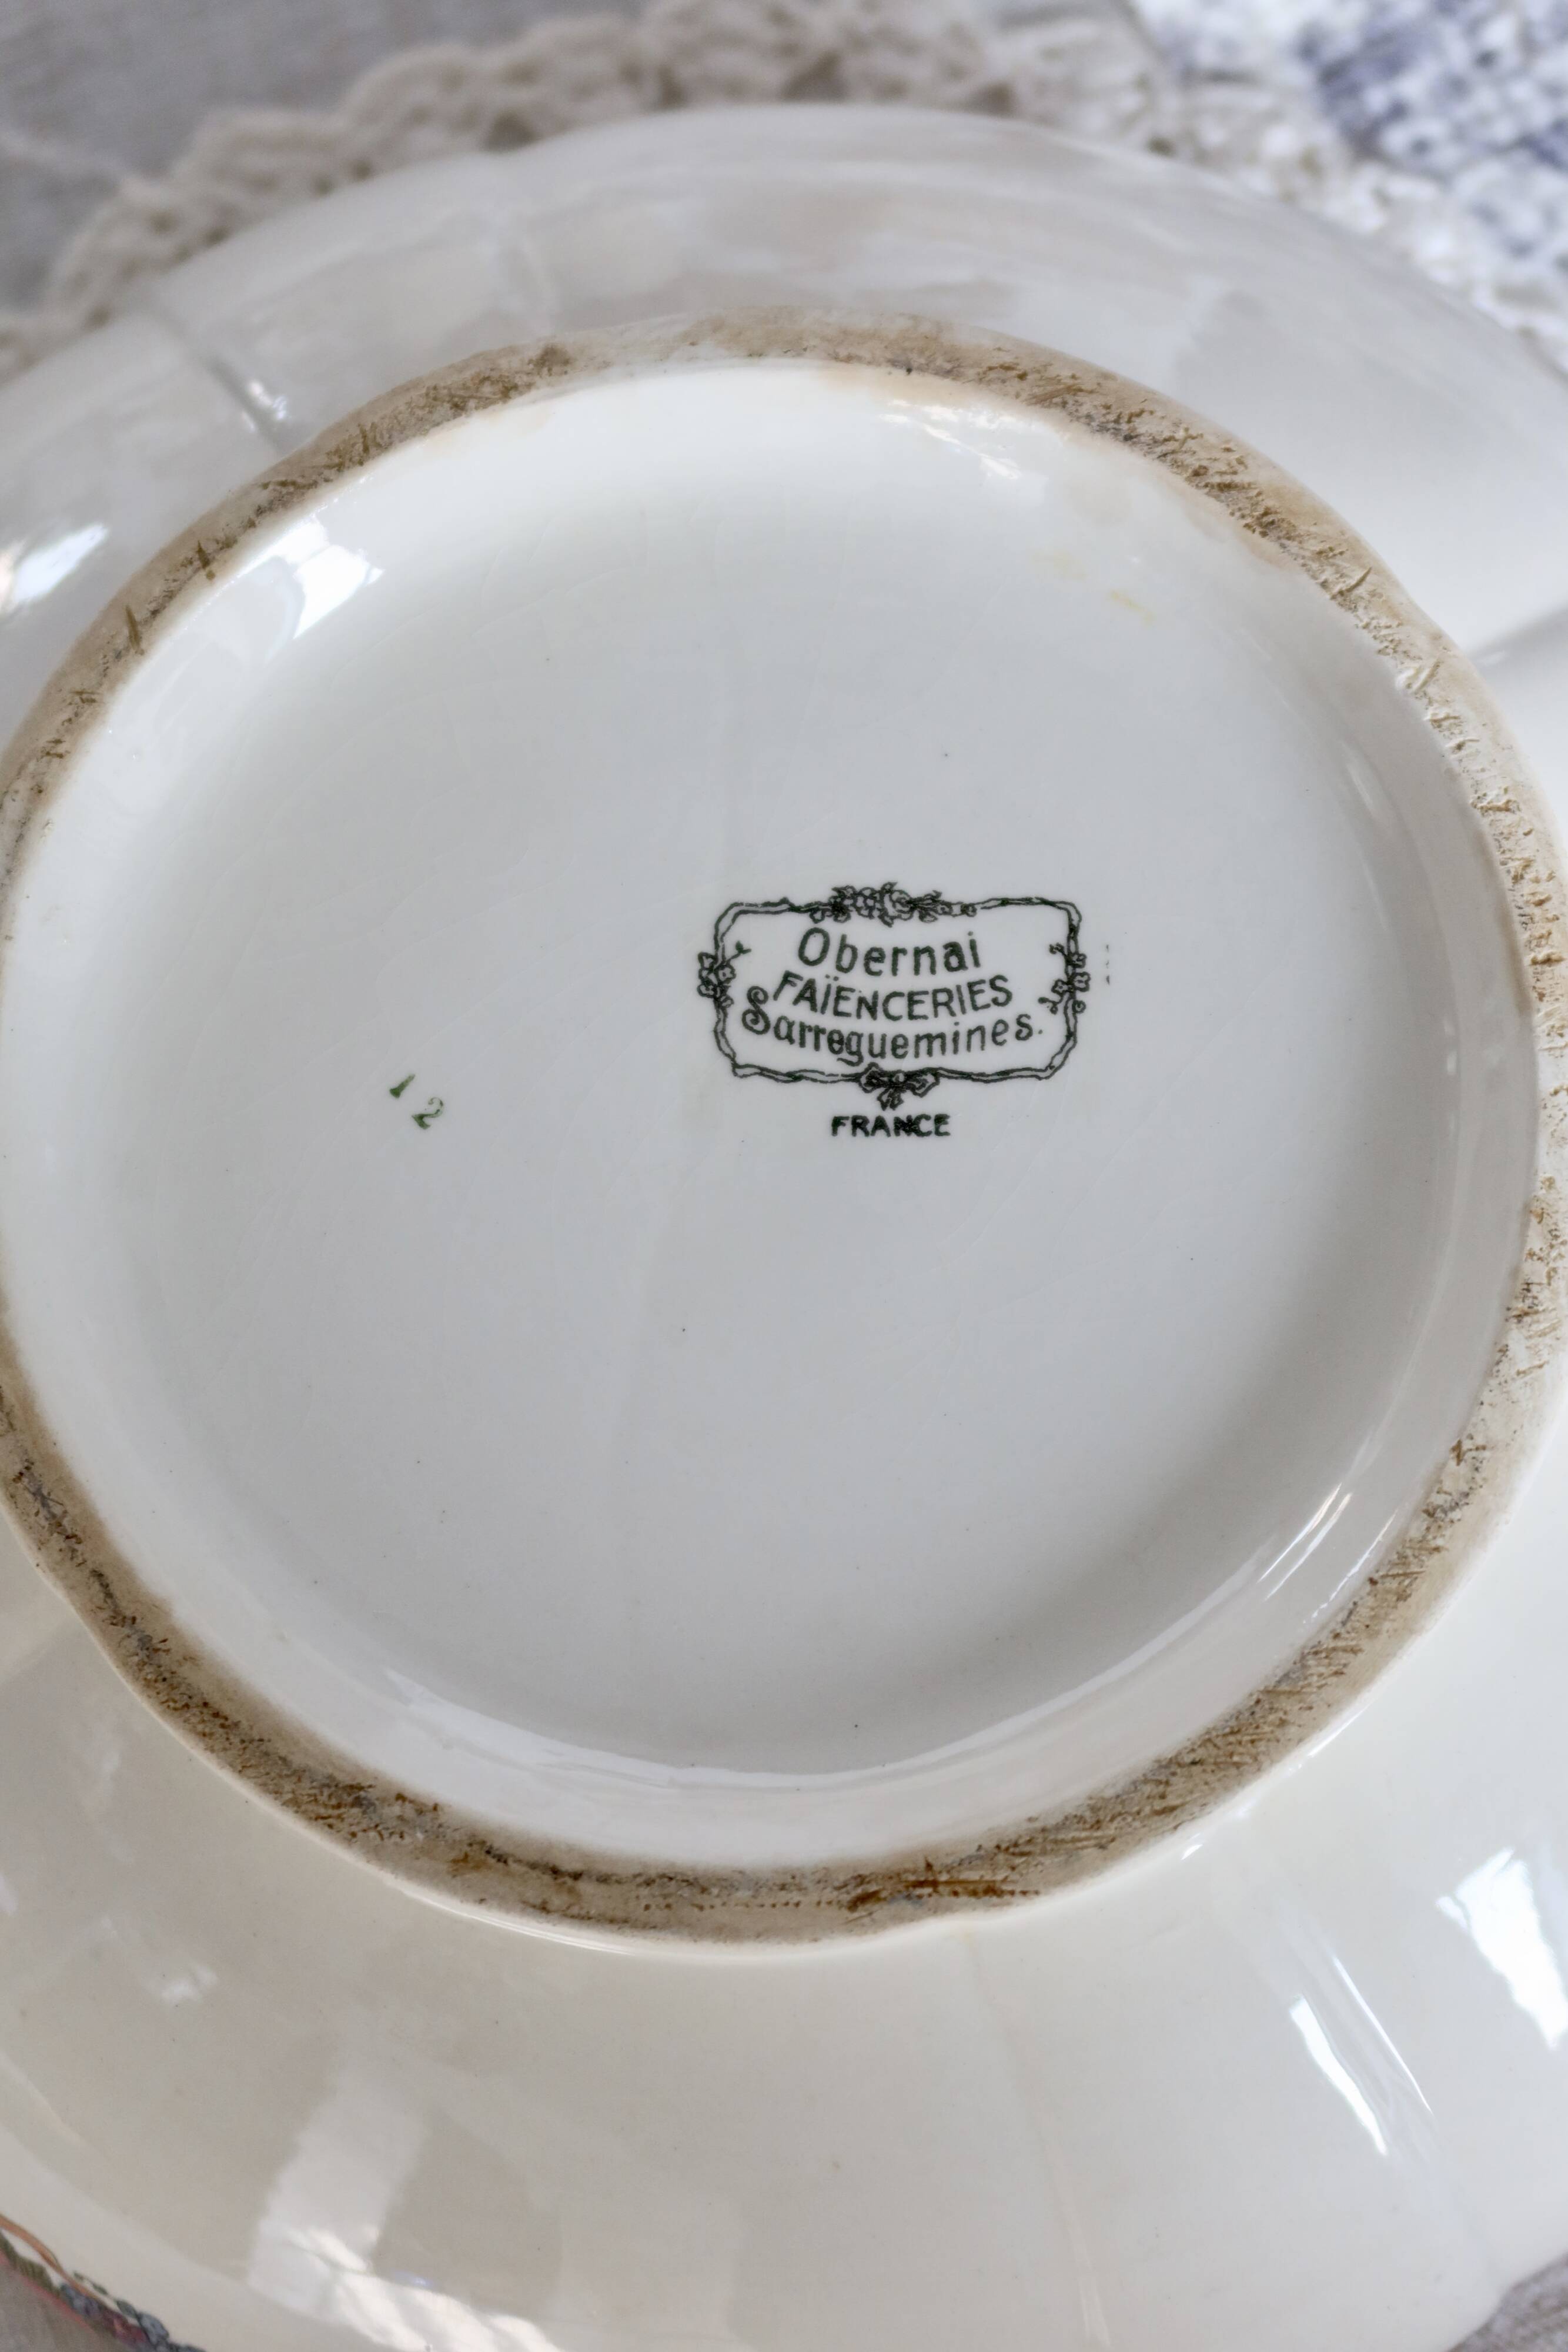 Obernai
FAÏENCERIES
Sarreguemines.
FRANCE
12